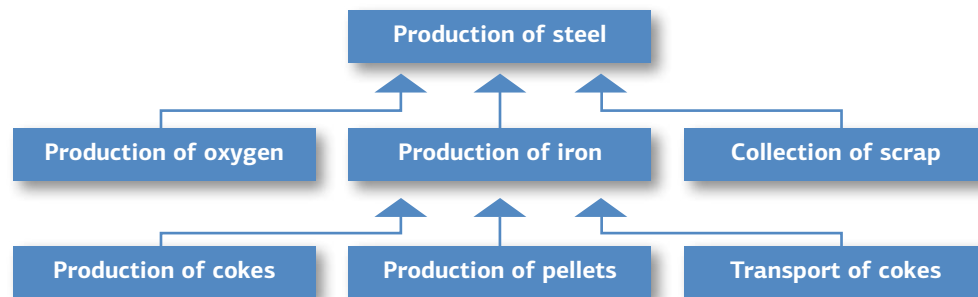 Production of steel
Production of oxygen
Production of iron
Collection of scrap
Production of cokes
Production of pellets
Transport of cokes